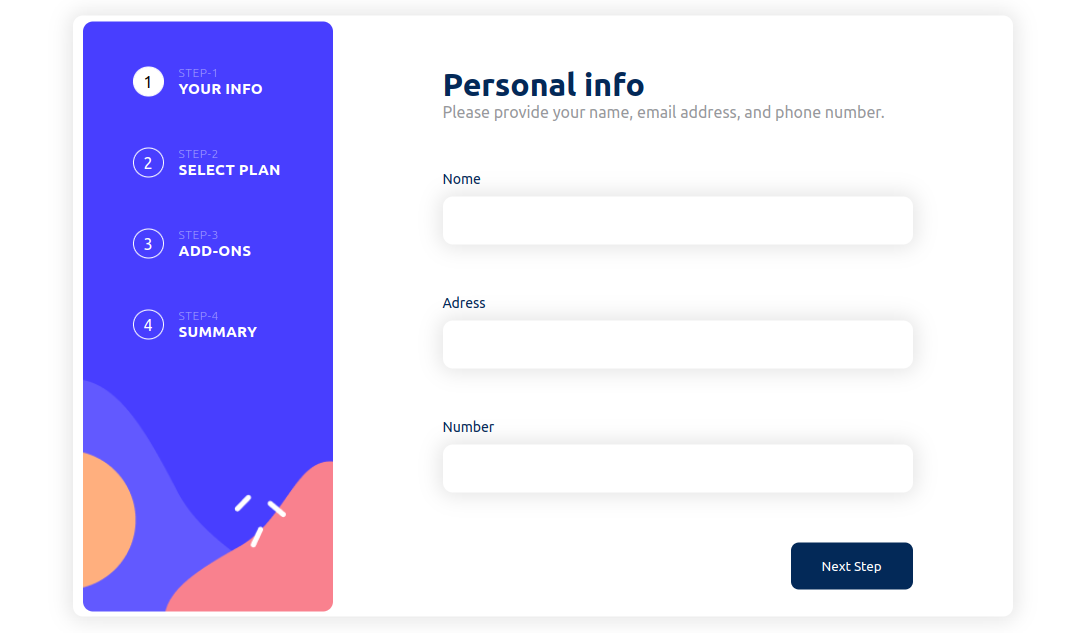 1
STEP-1
YOUR INFO
2
STEP-2
SELECT PLAN
3
STEP-3
ADD-ONS
4
STEP-4
SUMMARY
Personal info
Please provide your name, email address, and phone number.
Nome
Adress
Number
Next Step